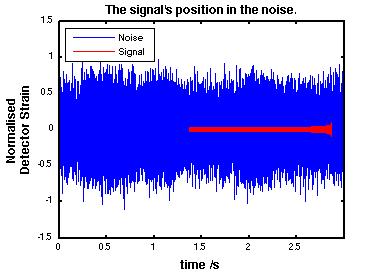 The signal's position in the noise.
1.5
Noise
Signal
1
0.5
0
-0.5
-1
-1.5
Normalised
Detector Strain
0 0.5 1 1.5 2 2.5
time /s